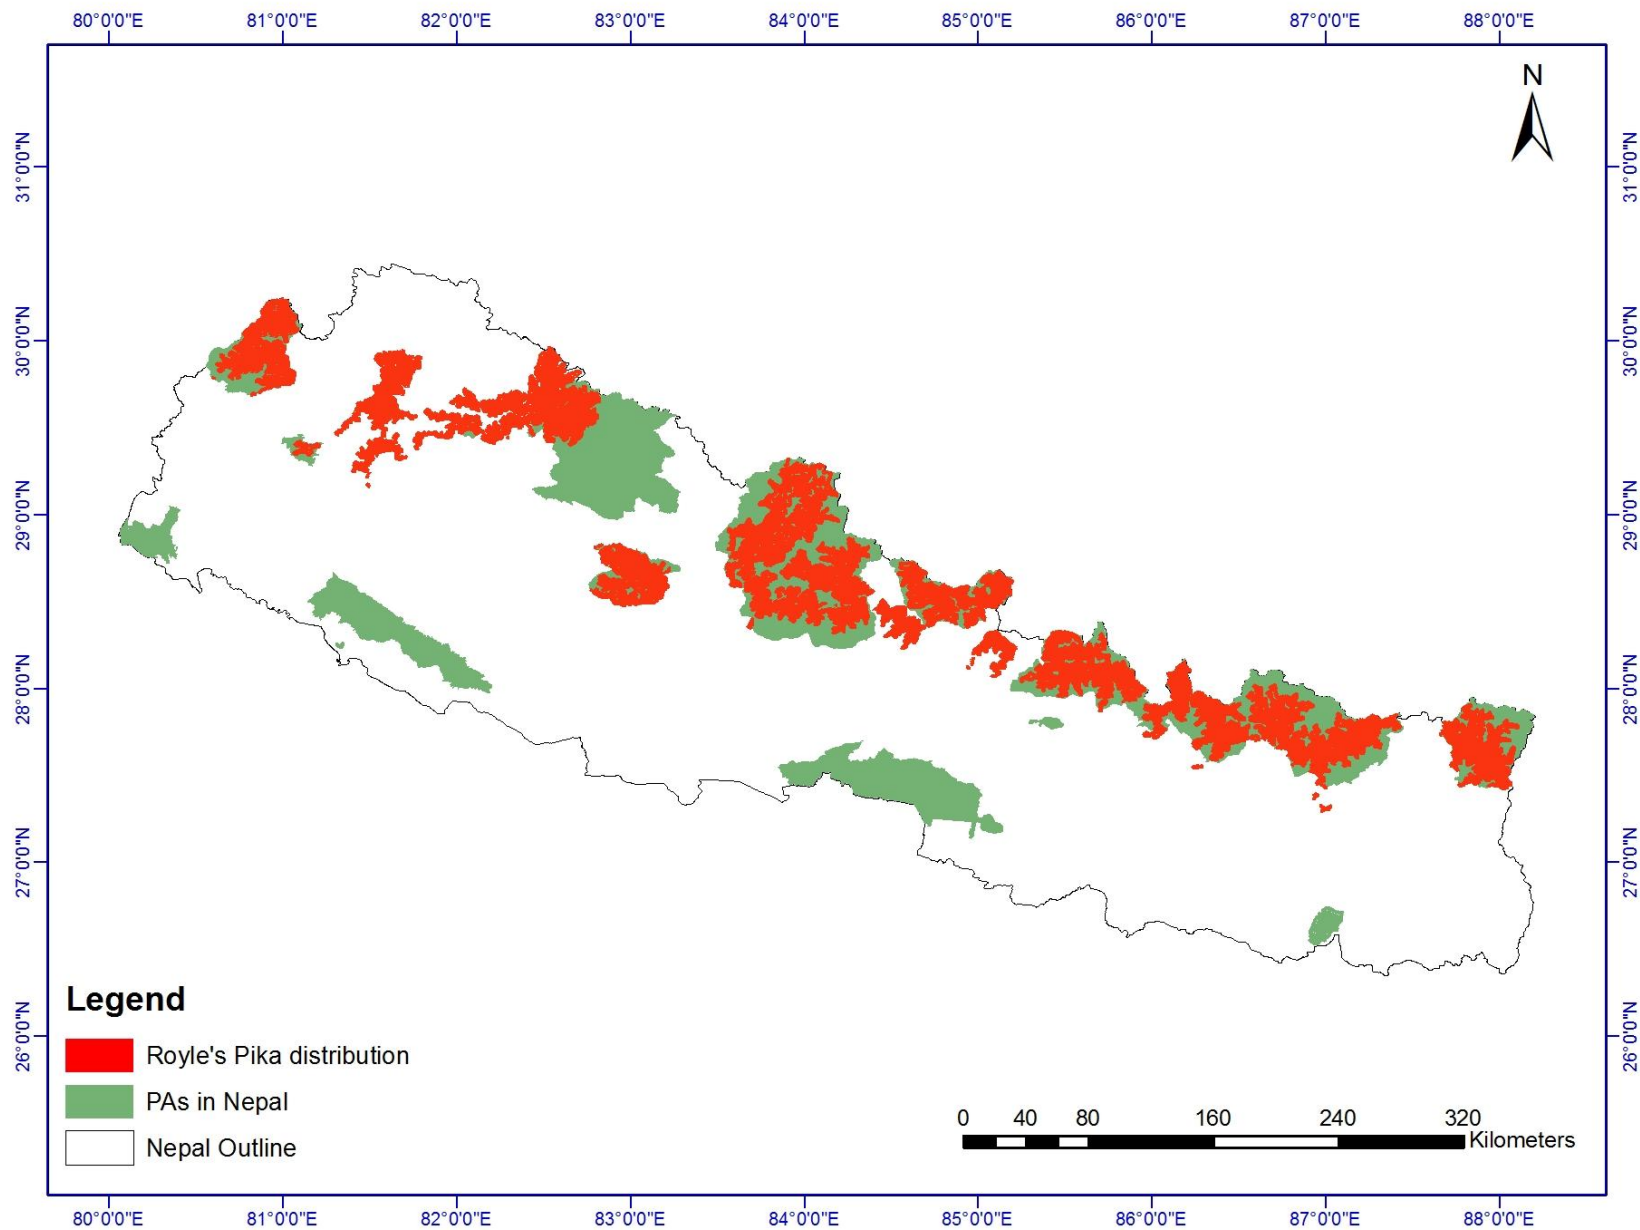 80°0'0"E 81°0'0"E 82°0'0"E 83°0'0"E 84°0'0"E 85°0'0"E 86°0'0"E 87°0'0"E 88°0'0"E
N
31°0'0"N 31°0'0"N
30°0'0"N 30°0'0"N
29°0'0"N 29°0'0"N
28°0'0"N 28°0'0"N
27°0'0"N 27°0'0"N
26°0'0"N 26°0'0"N
Legend
Royle's Pika distribution
PAs in Nepal
Nepal Outline
0 40 80 160 240 320
Kilometers
80°0'0"E 81°0'0"E 82°0'0"E 83°0'0"E 84°0'0"E 85°0'0"E 86°0'0"E 87°0'0"E 88°0'0"E